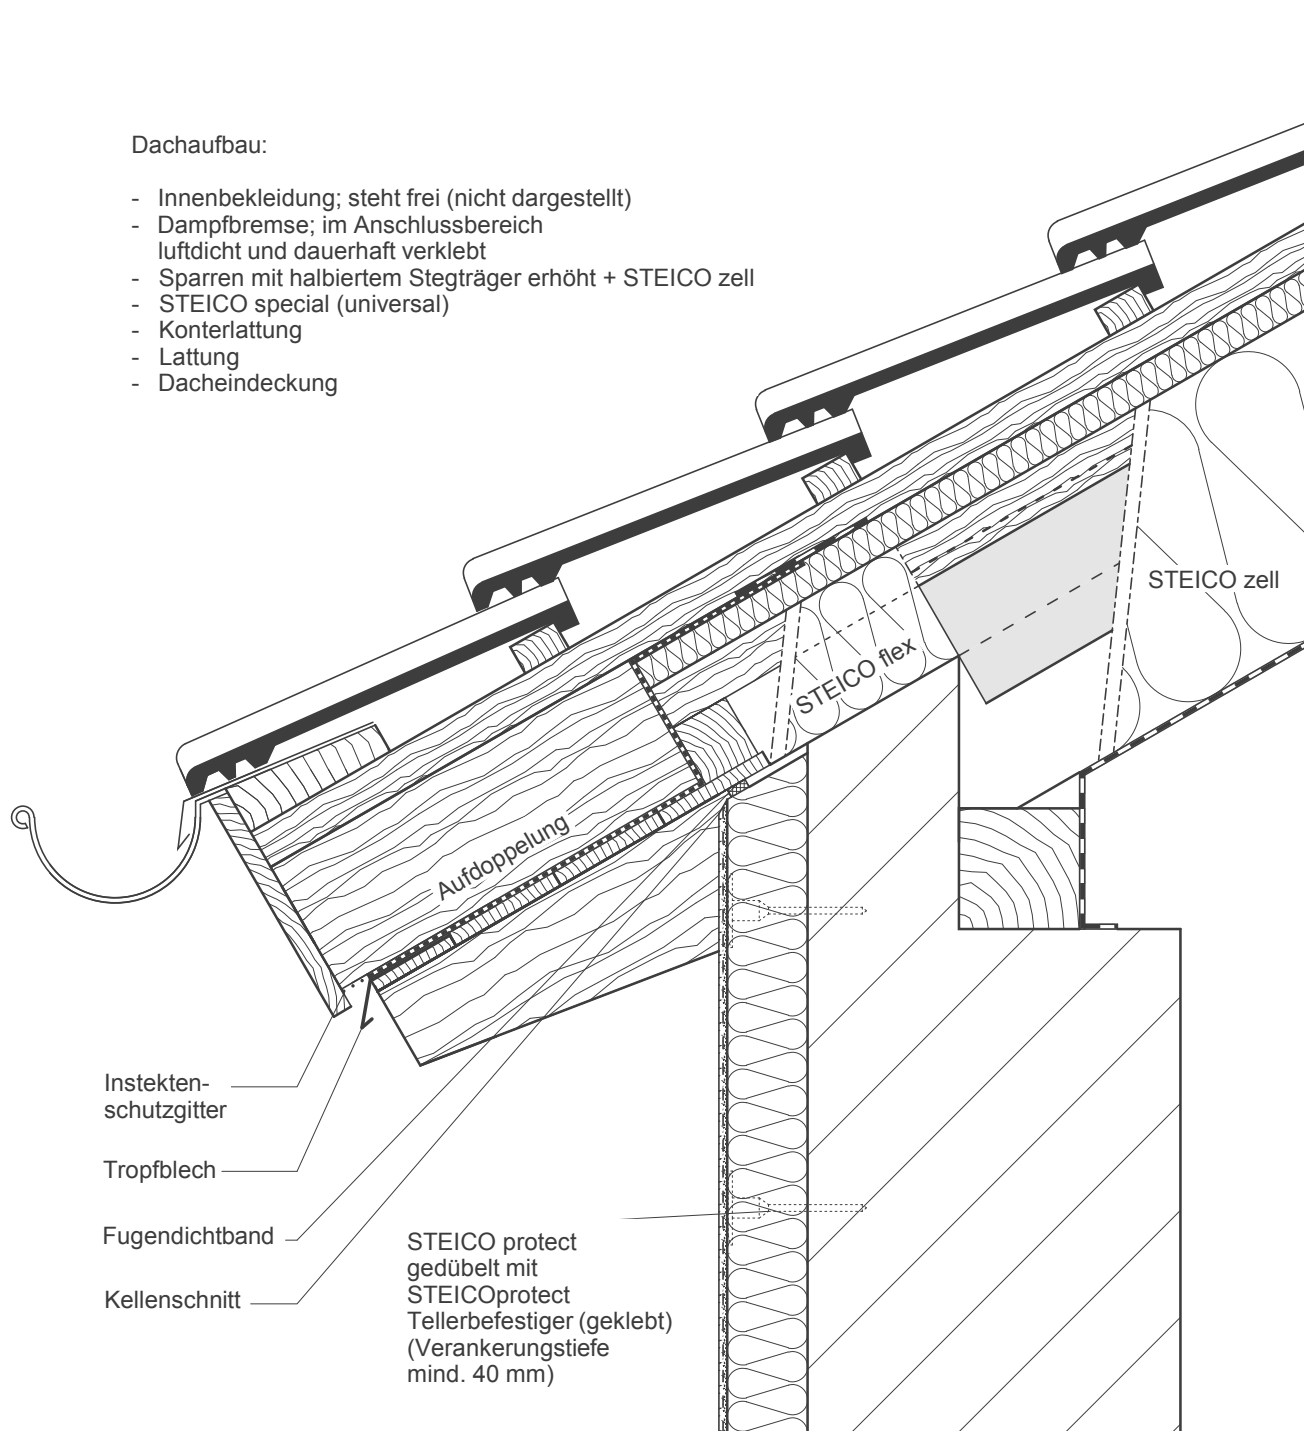 Dachaufbau:
- Innenbekleidung; steht frei (nicht dargestellt)
- Dampfbremse; im Anschlussbereich
luftdicht und dauerhaft verklebt
- Sparren mit halbiertem Stegträger erhöht + STEICO zell
- STEICO special (universal)
- Konterlattung
- Lattung
- Dacheindeckung
STEICO zell
STEICO flex
Aufdoppelung
Instekten-
schutzgitter
Tropfblech
Fugendichtband
Kellenschnitt
STEICO protect
gedübelt mit
STEICOprotect
Tellerbefestiger (geklebt)
(Verankerungstiefe
mind. 40 mm)